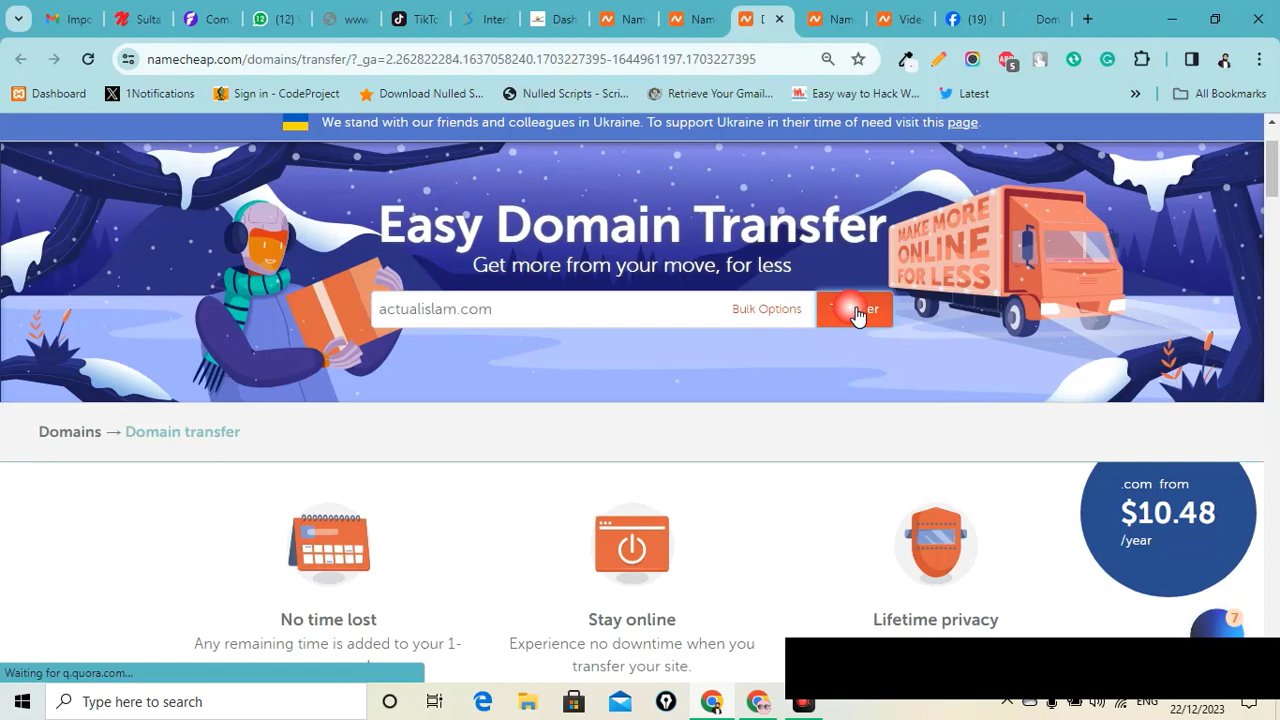 Impo
Sulta
Com
(12)
www
TikTo
Inter
Dash
Nam
Nam
D
Nam
Vide
(19)
Dom
namecheap.com/domains/transfer/?_ga=2.262822284.1637058240.1703227395-1644961197.1703227395
5
Dashboard
1Notifications
Sign in - CodeProject
Download Nulled S...
Nulled Scripts - Scri...
Retrieve Your Gmail...
Easy way to Hack W...
Latest
»
All Bookmarks
We stand with our friends and colleagues in Ukraine. To support Ukraine in their time of need visit this page.
Easy Domain Transfer
Get more from your move, for less
MAKE MORE
ONLINE
FOR LESS
actualislam.com
Bulk Options
Domains → Domain transfer
.com from
$10.48
/year
No time lost
Stay online
Lifetime privacy
Any remaining time is added to your 1-
Experience no downtime when you
transfer your site.
7
Waiting for q.quora.com...
Type here to search
ENG
22/12/2023